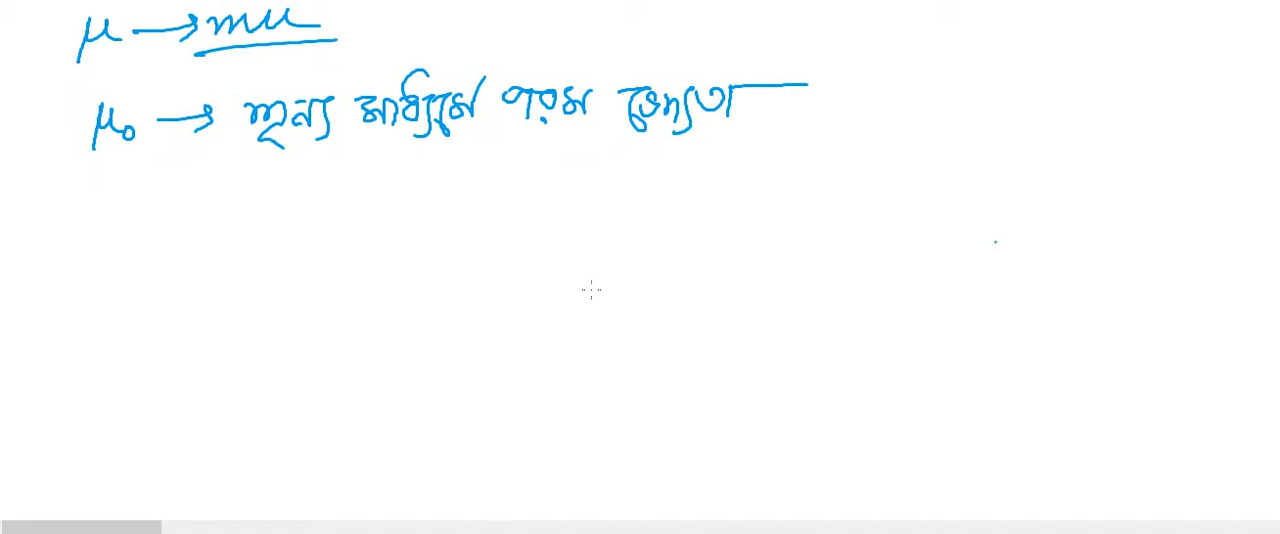 μ → mu
μ₀ → শূন্য মাধ্যমে পরম ভেদ্যতা